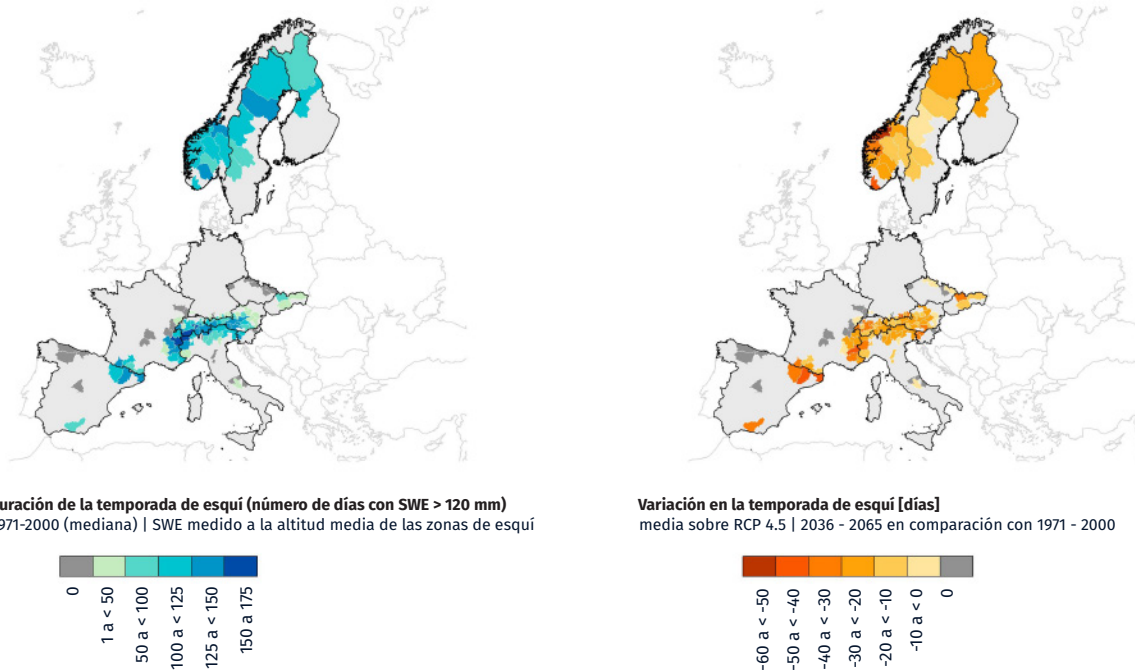 uración de la temporada de esquí (número de días con SWE > 120 mm)
971-2000 (mediana) | SWE medido a la altitud media de las zonas de esquí
0
1 a < 50
50 a < 100
100 a < 125
125 a < 150
150 a 175
Variación en la temporada de esquí [días]
media sobre RCP 4.5 | 2036 - 2065 en comparación con 1971 - 2000
-60 a < -50
-50 a < -40
-40 a < -30
-30 a < -20
-20 a < -10
-10 a < 0
0